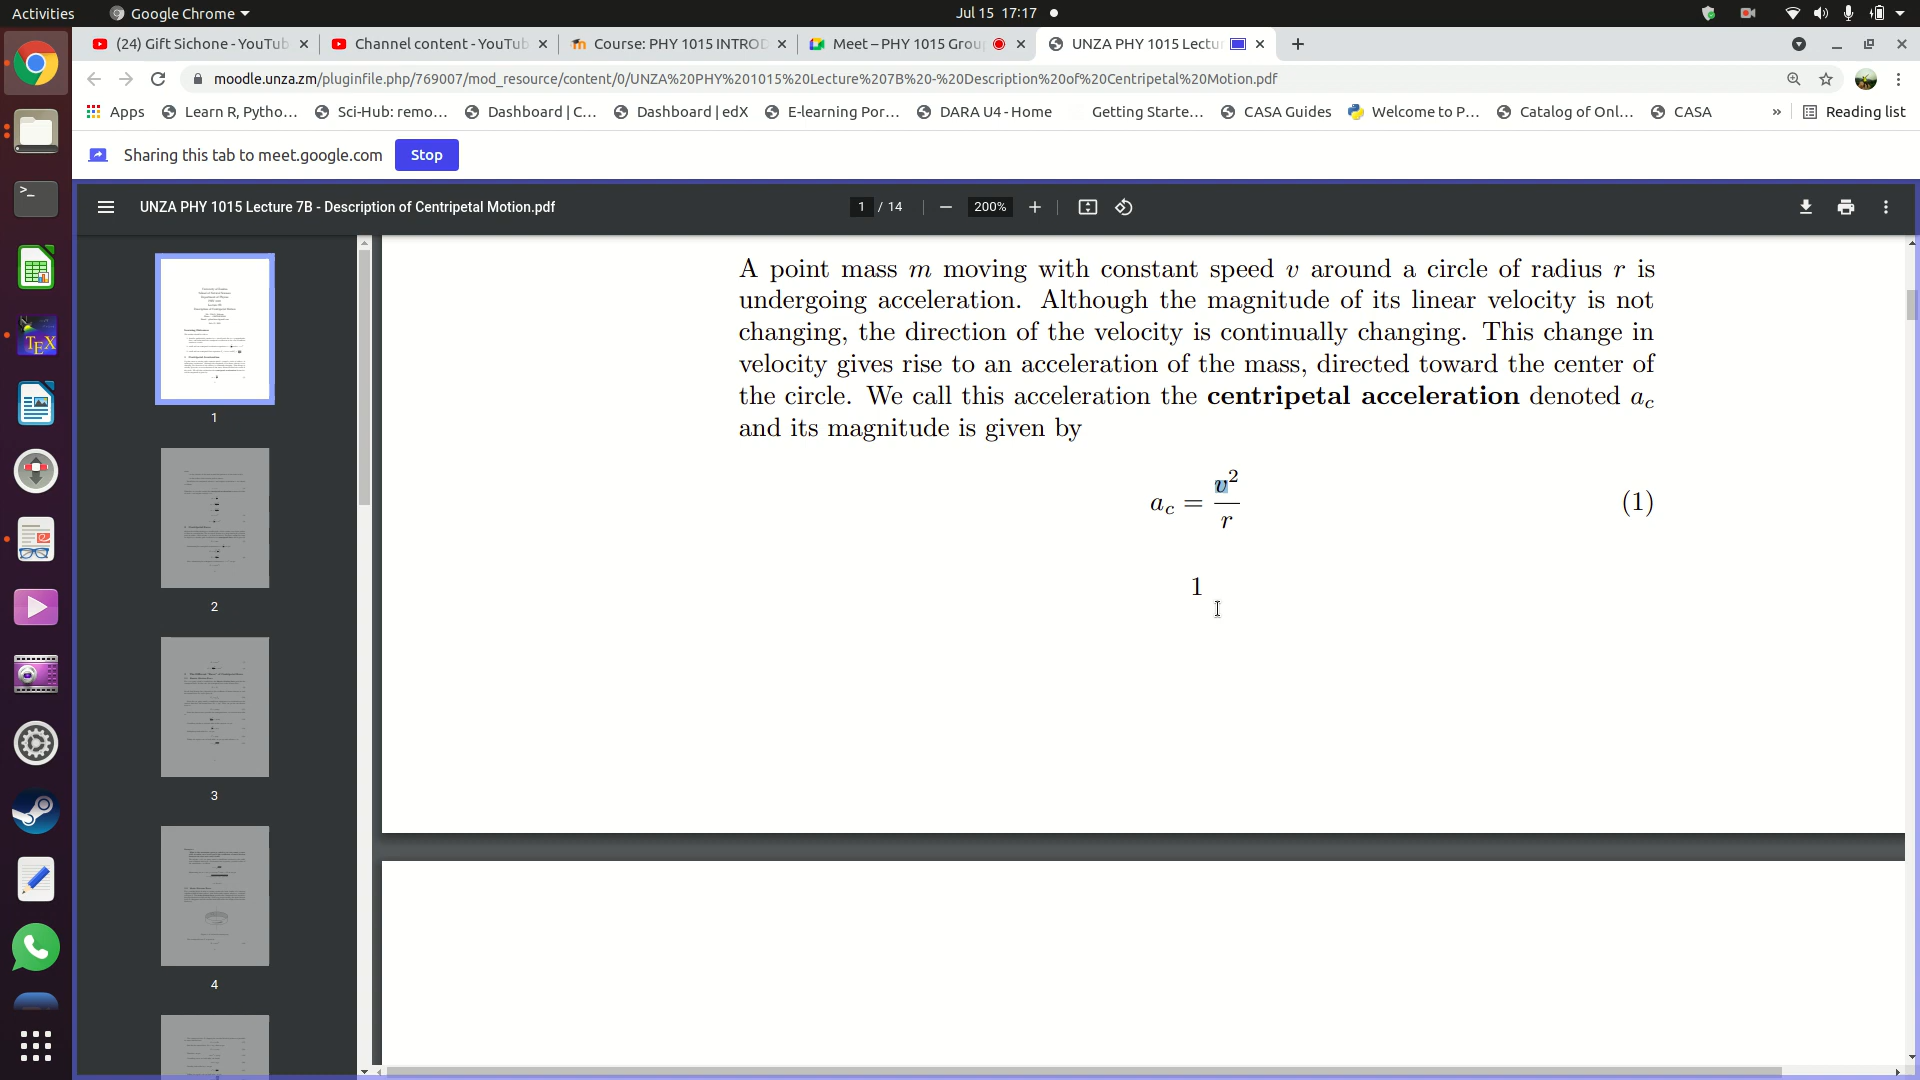 Activities Google Chrome Jul 15 17:17
(24) Gift Sichone - YouTub Channel content - YouTub Course: PHY 1015 INTROD Meet – PHY 1015 Grou UNZA PHY 1015 Lectur
moodle.unza.zm/pluginfile.php/769007/mod_resource/content/0/UNZA%20PHY%201015%20Lecture%207B%20-%20Description%20of%20Centripetal%20Motion.pdf
Apps Learn R, Pytho... Sci-Hub: remo... Dashboard | C... Dashboard | edX E-learning Por... DARA U4 - Home Getting Starte... CASA Guides Welcome to P... Catalog of Onl... CASA » Reading list
Sharing this tab to meet.google.com Stop
UNZA PHY 1015 Lecture 7B - Description of Centripetal Motion.pdf 1 / 14 200%
A point mass m moving with constant speed v around a circle of radius r is
undergoing acceleration. Although the magnitude of its linear velocity is not
changing, the direction of the velocity is continually changing. This change in
velocity gives rise to an acceleration of the mass, directed toward the center of
the circle. We call this acceleration the centripetal acceleration denoted a_c
and its magnitude is given by
a_c = v²/r (1)
1
1
2
3
4
TEX